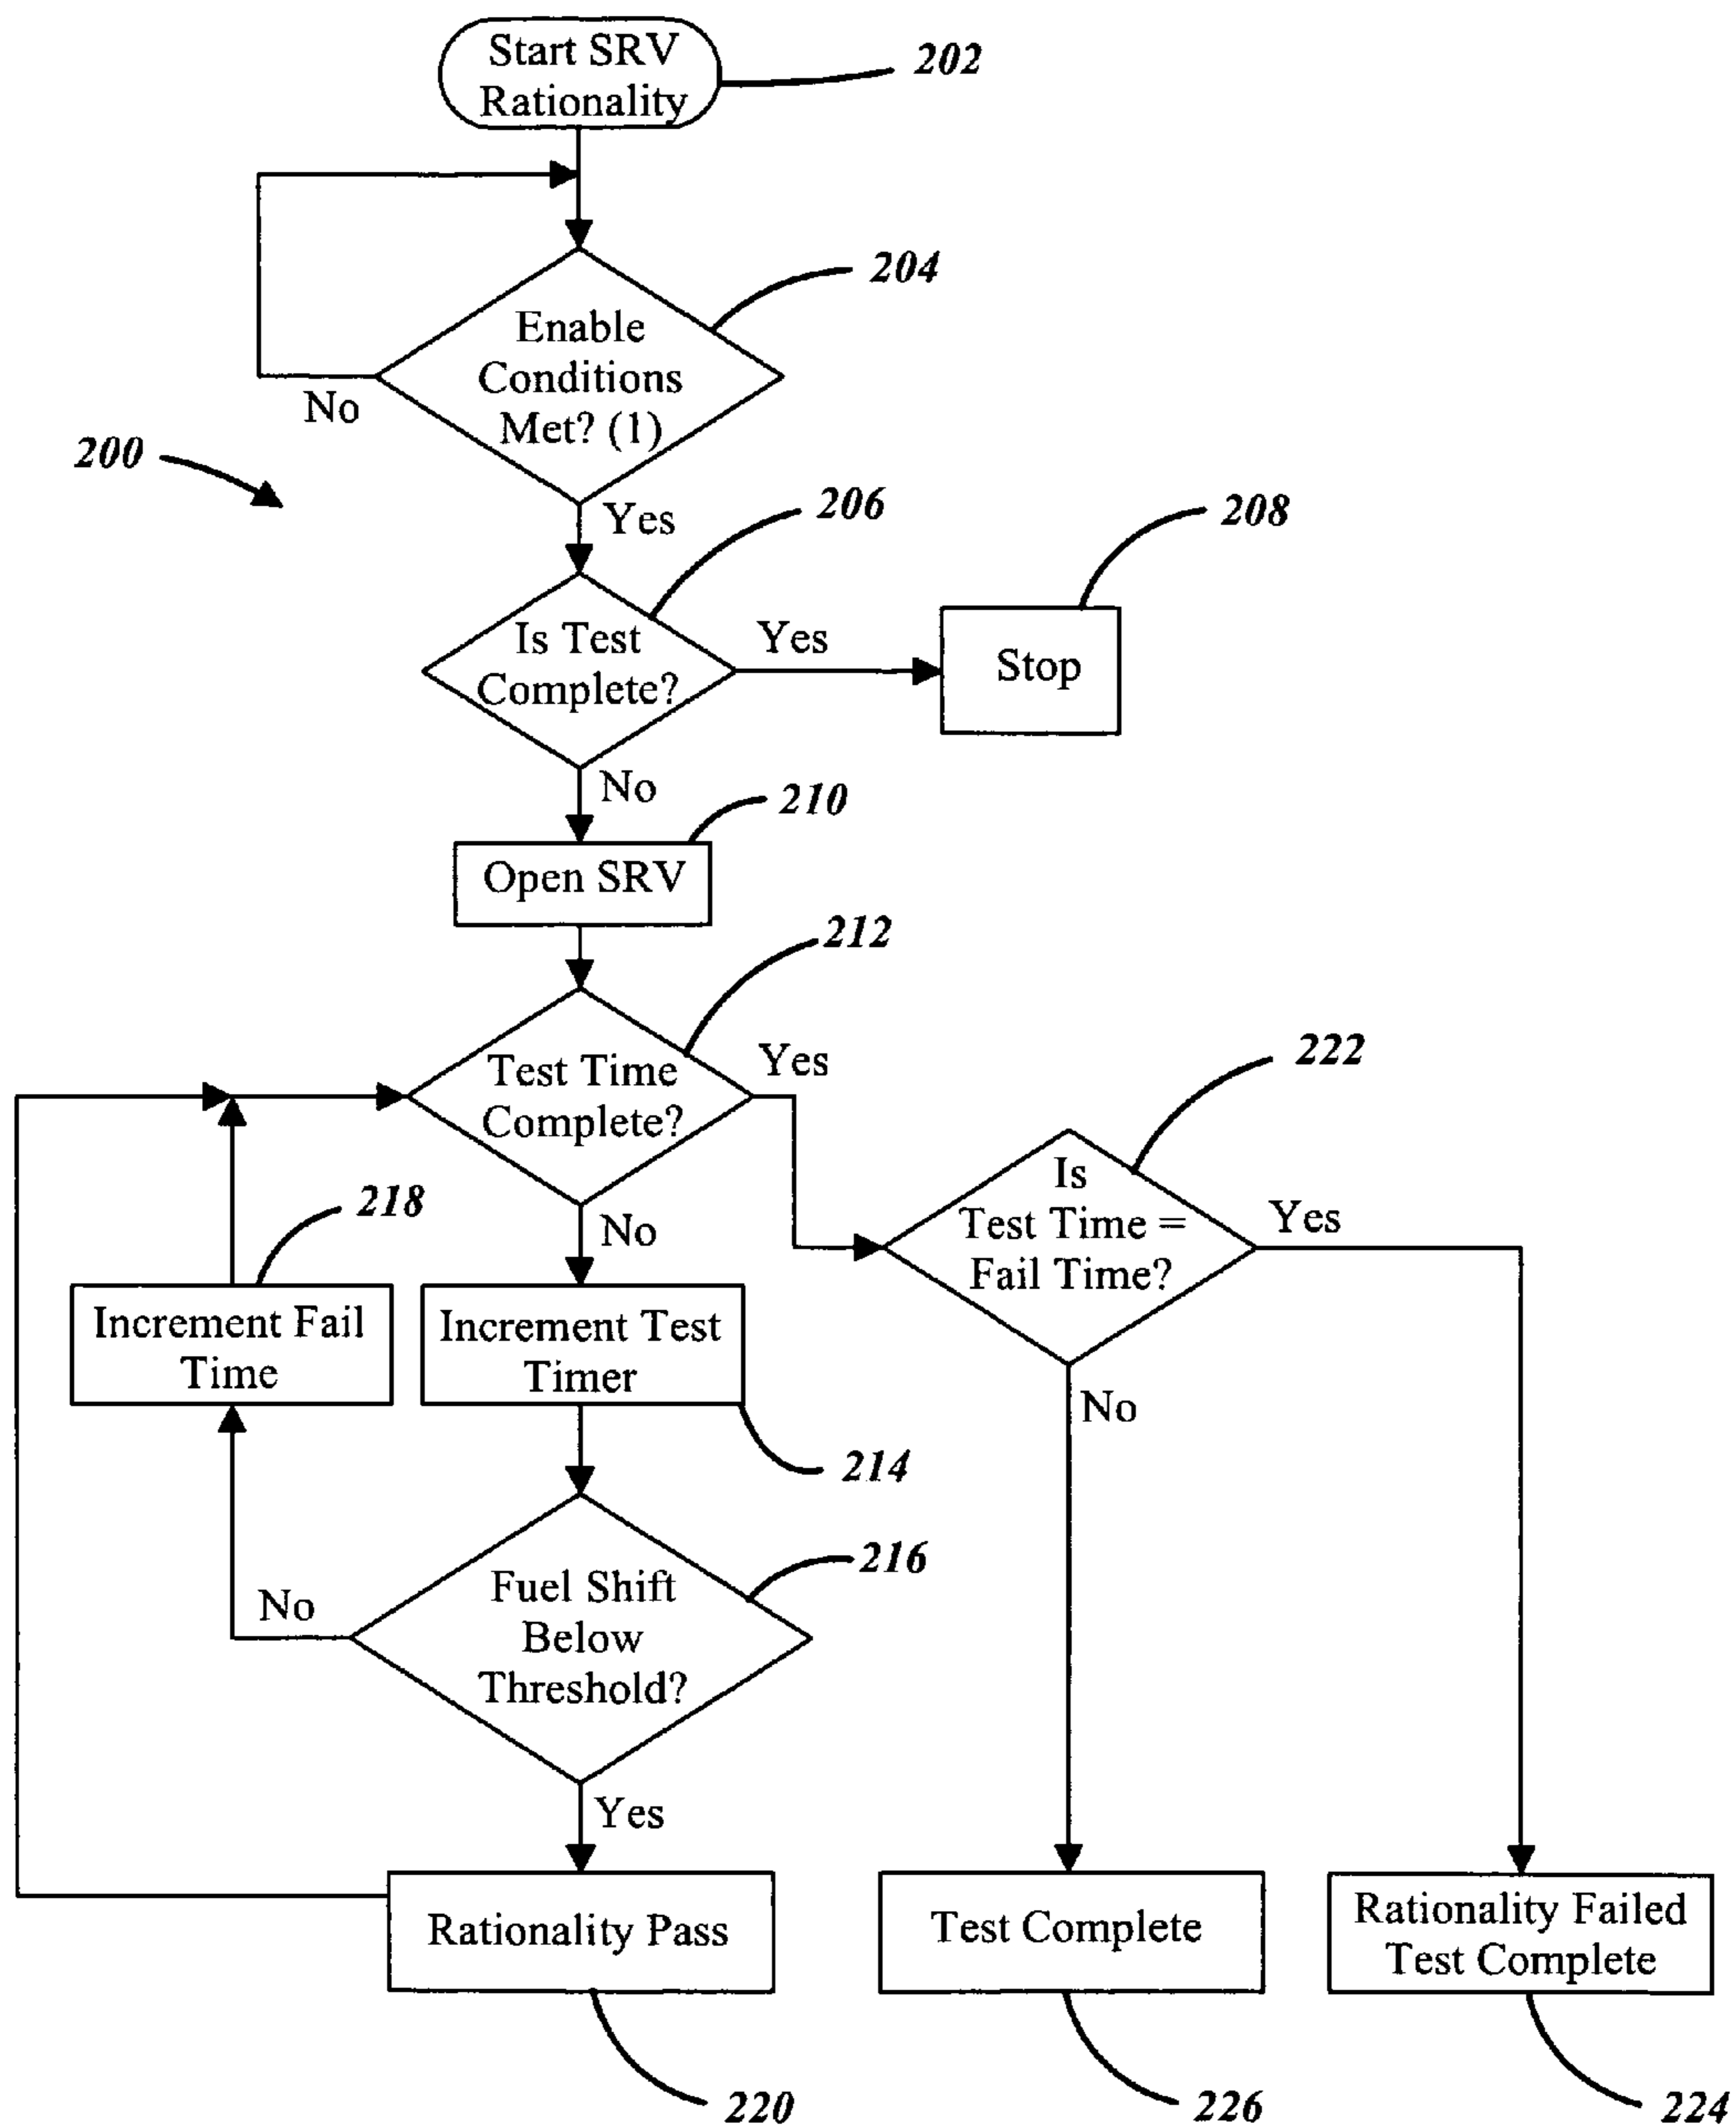 Start SRV
Rationality
202
204
Enable
Conditions
Met? (1)
No
200
Yes
206
208
Is Test
Complete?
Yes
Stop
No
210
Open SRV
212
Test Time
Complete?
Yes
222
Is
Test Time =
Fail Time?
Yes
218
No
Increment Fail
Time
Increment Test
Timer
No
214
216
Fuel Shift
Below
Threshold?
No
Yes
Rationality Pass
Test Complete
Rationality Failed
Test Complete
220
226
224